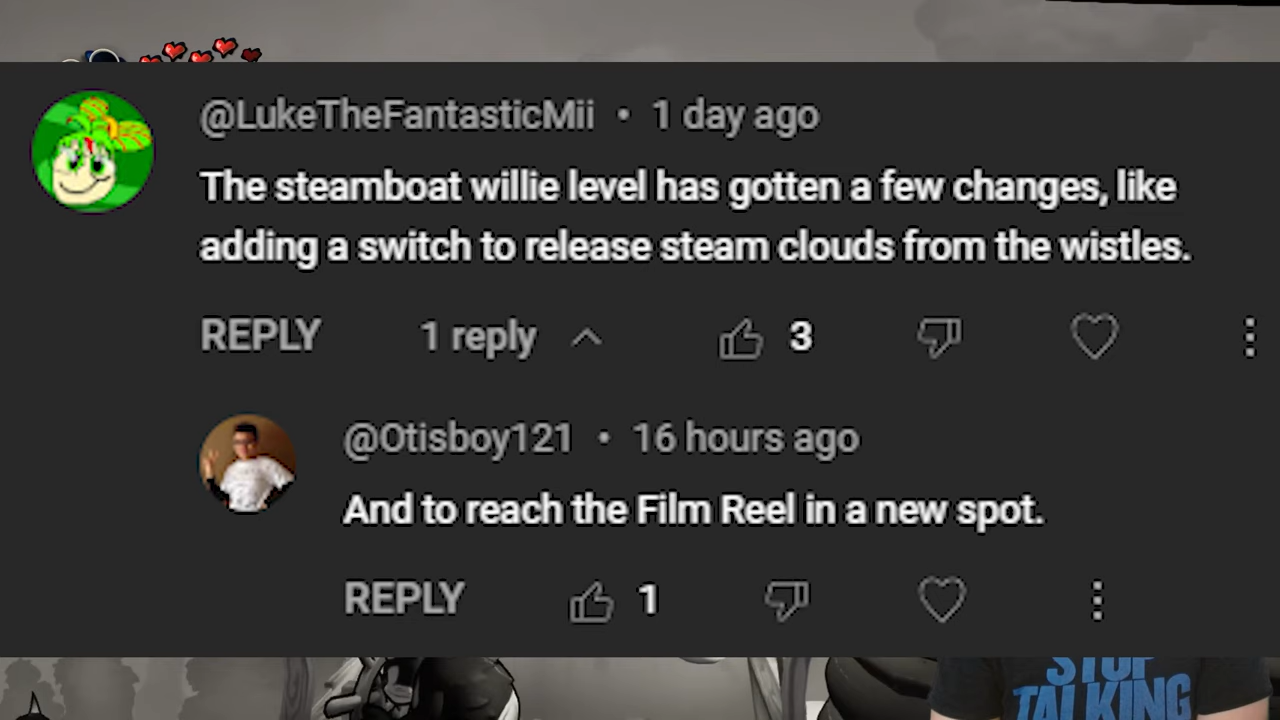 @LukeTheFantasticMii • 1 day ago
The steamboat willie level has gotten a few changes, like
adding a switch to release steam clouds from the wistles.
REPLY 1 reply 3
@Otisboy121 • 16 hours ago
And to reach the Film Reel in a new spot.
REPLY 1
STOP
TALKING